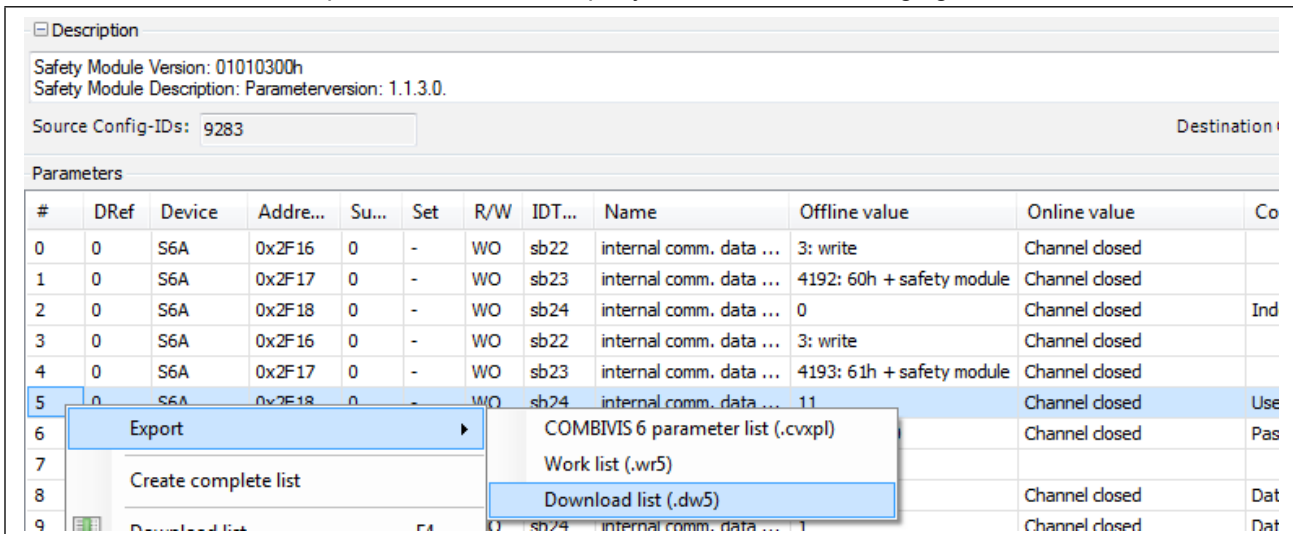 Description
Safety Module Version: 01010300h
Safety Module Description: Parameterversion: 1.1.3.0.
Source Config-IDs: 9283 Destination
Parameters
# DRef Device Addre... Su... Set R/W IDT... Name Offline value Online value Co
0 0 S6A 0x2F16 0 - WO sb22 internal comm. data ... 3: write Channel closed
1 0 S6A 0x2F17 0 - WO sb23 internal comm. data ... 4192: 60h + safety module Channel closed
2 0 S6A 0x2F18 0 - WO sb24 internal comm. data ... 0 Channel closed Ind
3 0 S6A 0x2F16 0 - WO sb22 internal comm. data ... 3: write Channel closed
4 0 S6A 0x2F17 0 - WO sb23 internal comm. data ... 4193: 61h + safety module Channel closed
5 0 S6A 0x2F18 0 - WO sb24 internal comm. data ... 11 Channel closed Use
6 Export COMBIVIS 6 parameter list (.cvxpl) Channel closed Pas
7 Create complete list Work list (.wr5)
8 Download list (.dw5) Channel closed Dat
9 Download list F4 sb24 internal comm. data ... 1 Channel closed Dat